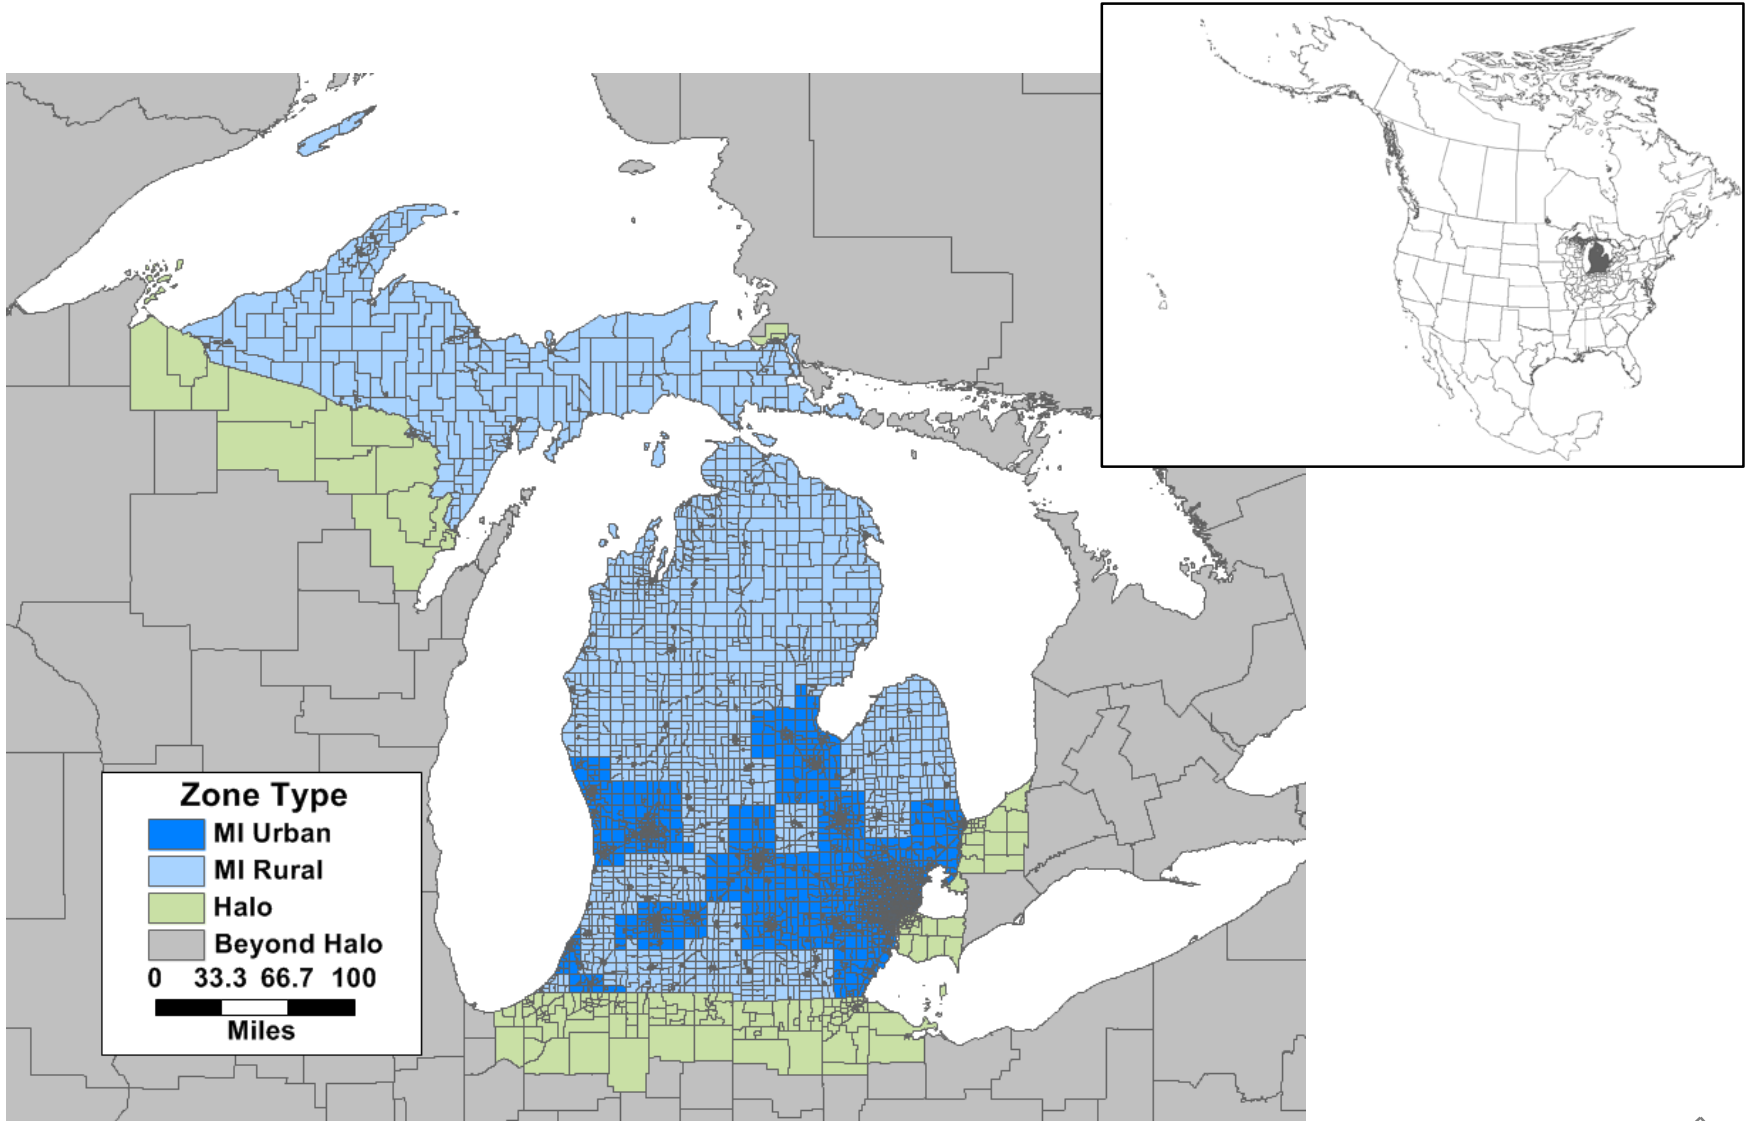 Zone Type
MI Urban
MI Rural
Halo
Beyond Halo
0 33.3 66.7 100
Miles